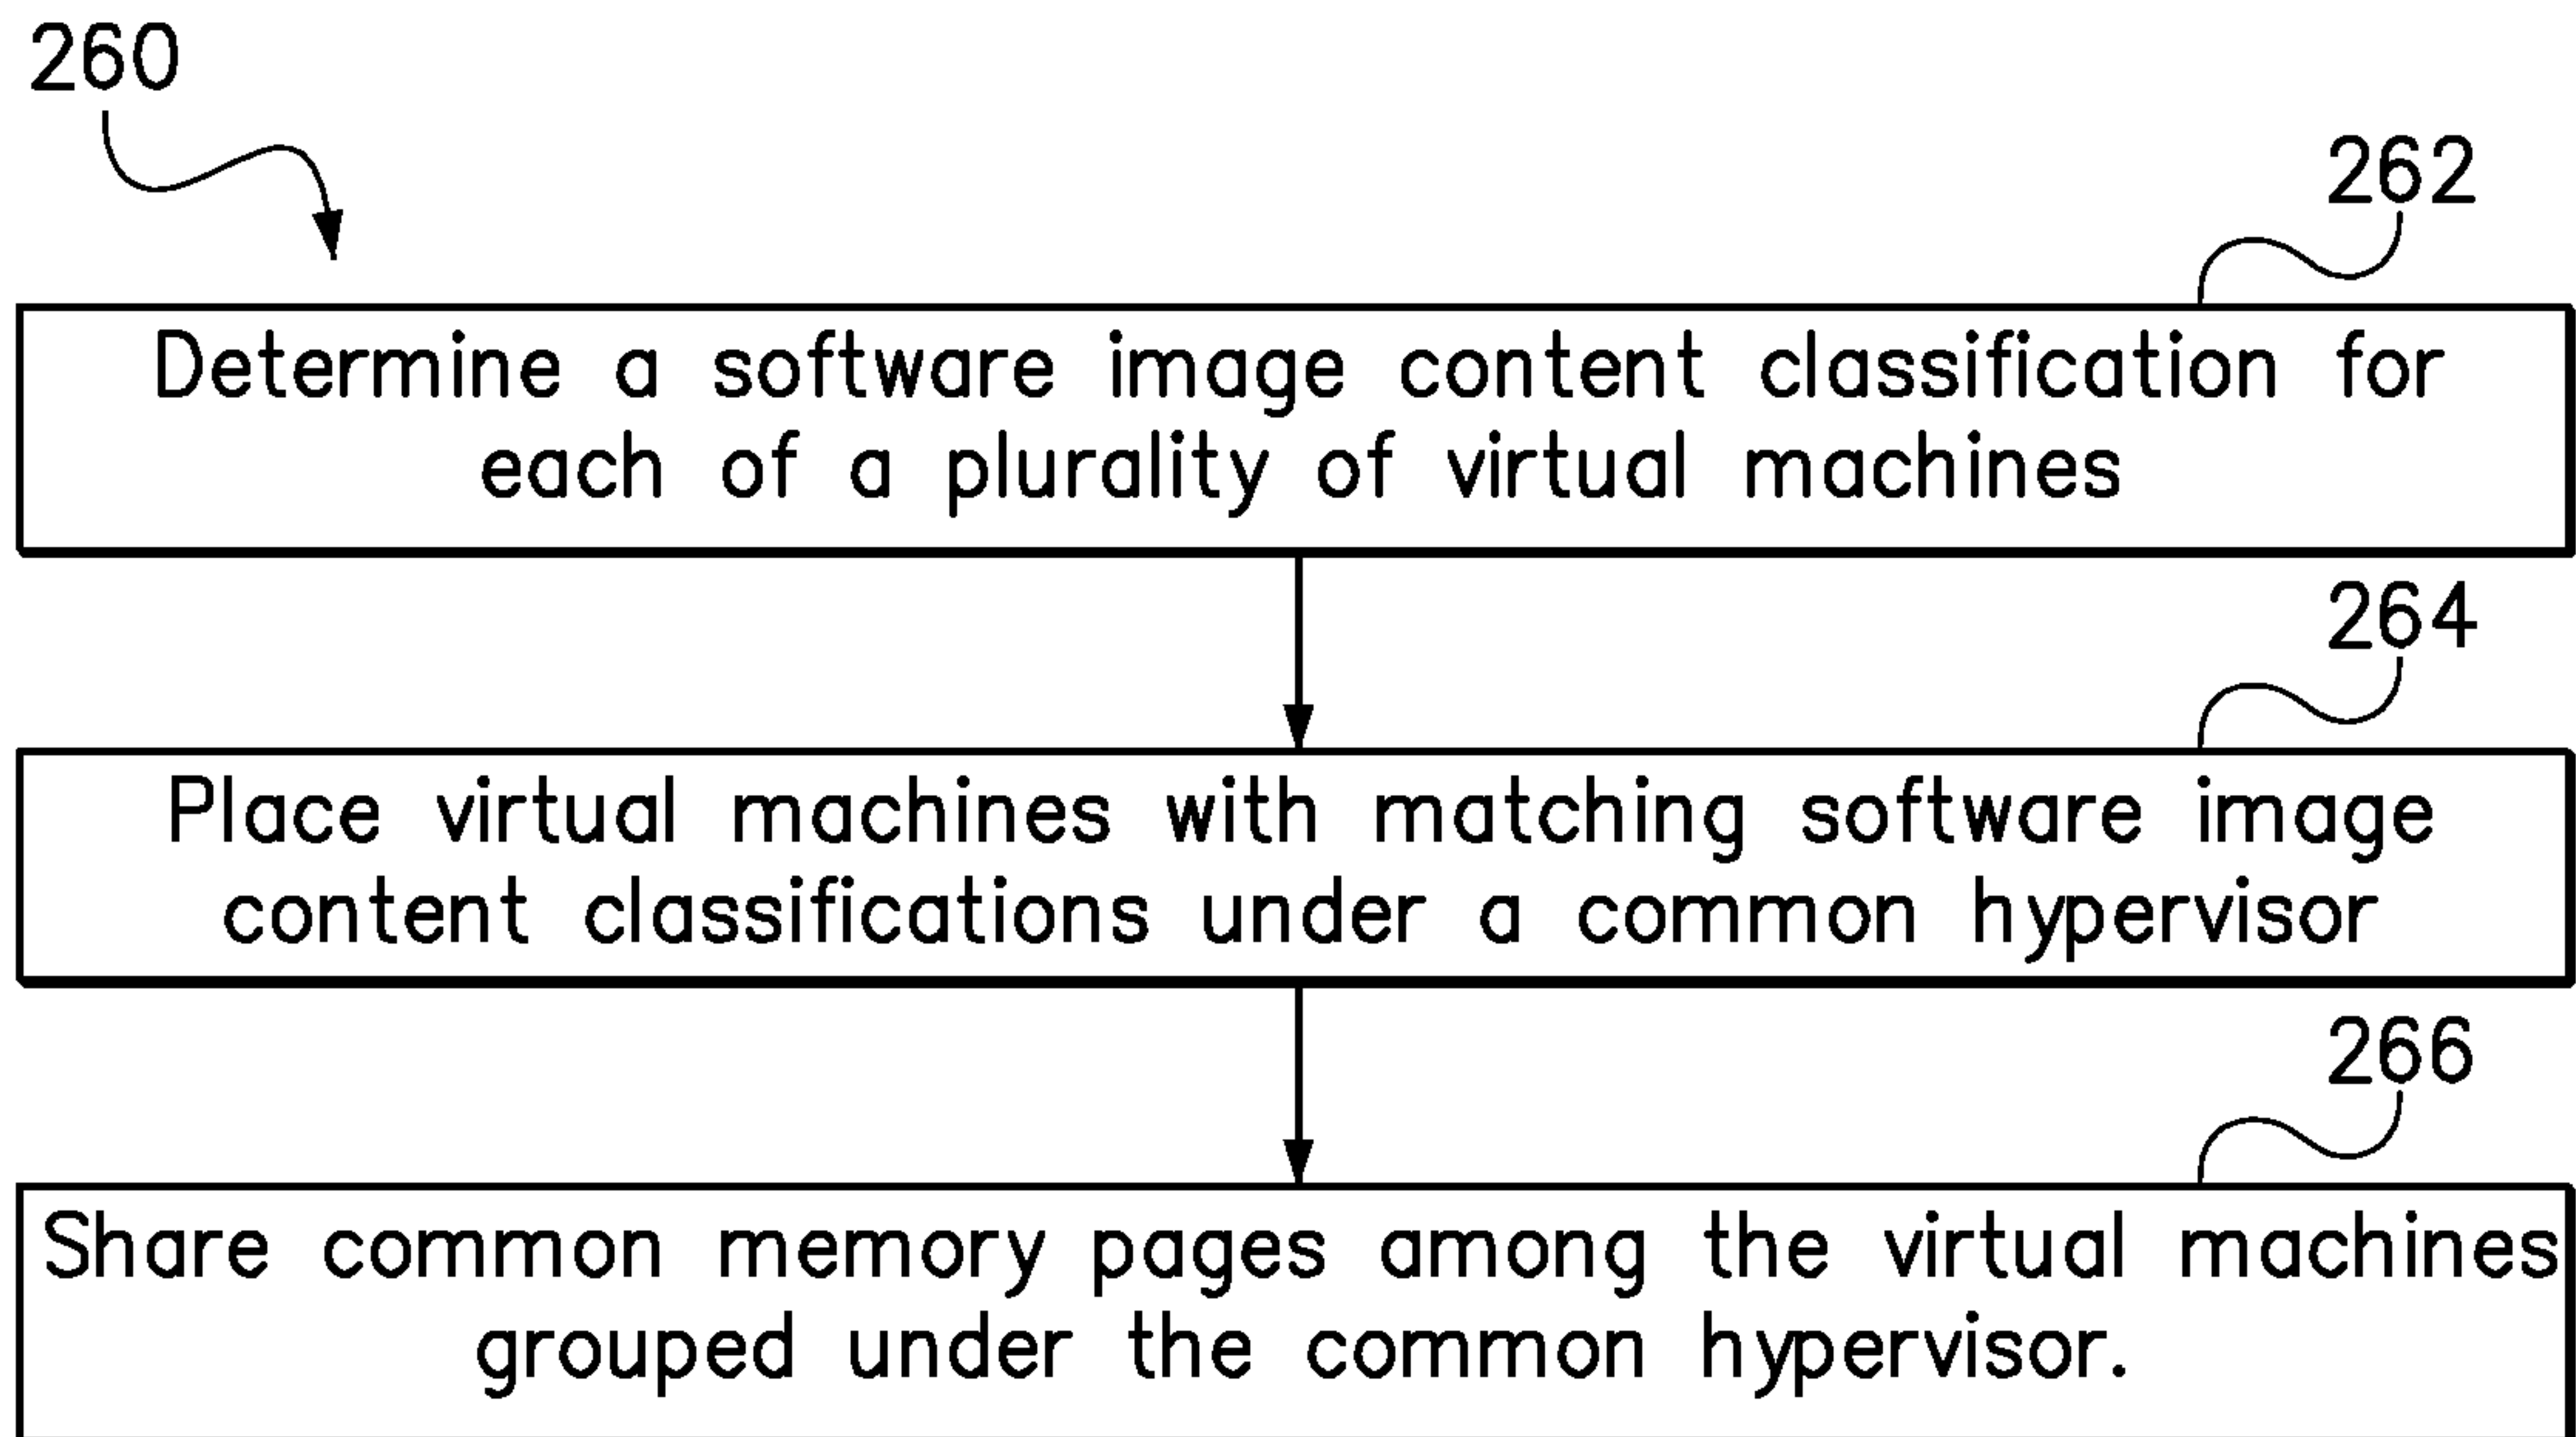 260
262
Determine a software image content classification for
each of a plurality of virtual machines
264
Place virtual machines with matching software image
content classifications under a common hypervisor
266
Share common memory pages among the virtual machines
grouped under the common hypervisor.